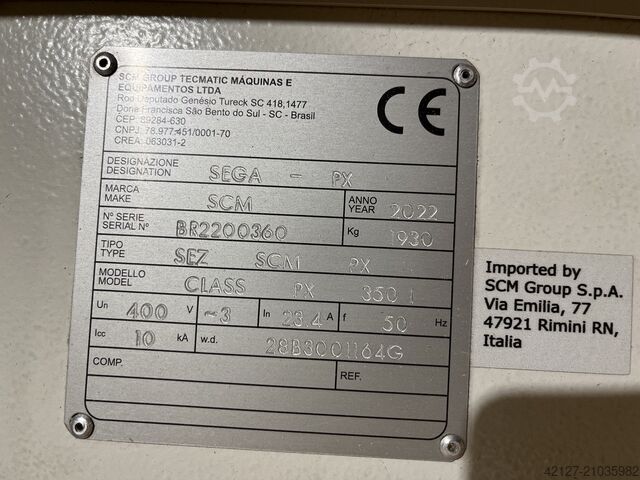 SCM GROUP TECMATIC MÁQUINAS E
EQUIPAMENTOS LTDA
Rod Deputado Genésio Tureck SC 418,1477
Dona Francisca São Bento do Sul - SC - Brasil
CEP: 89284-630
CNPJ: 78.977.451/0001-70
CREA: 063031-2
CE
DESIGNAZIONE
DESIGNATION SEGA - PX
MARCA
MAKE SCM ANNO
YEAR 2022
N° SERIE
SERIAL N° BR2200360 Kg 1930
TIPO
TYPE SEZ SCM PX
MODELLO
MODEL CLASS PX 350 I
Un 400 V ~3 In 23.4 A f 50 Hz
Icc 10 kA w.d. 28B3001164G
COMP. REF.
Imported by
SCM Group S.p.A.
Via Emilia, 77
47921 Rimini RN,
Italia
42127-21035982